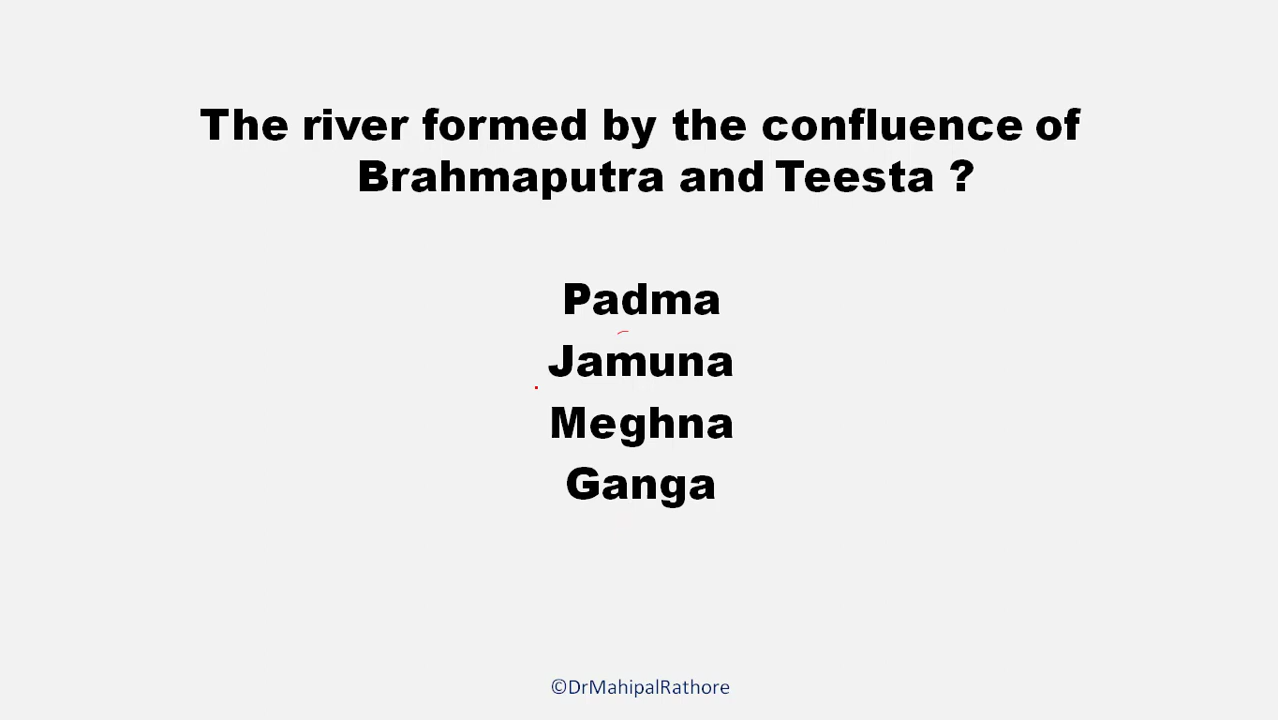 The river formed by the confluence of
Brahmaputra and Teesta ?
Padma
Jamuna
Meghna
Ganga
©DrMahipalRathore